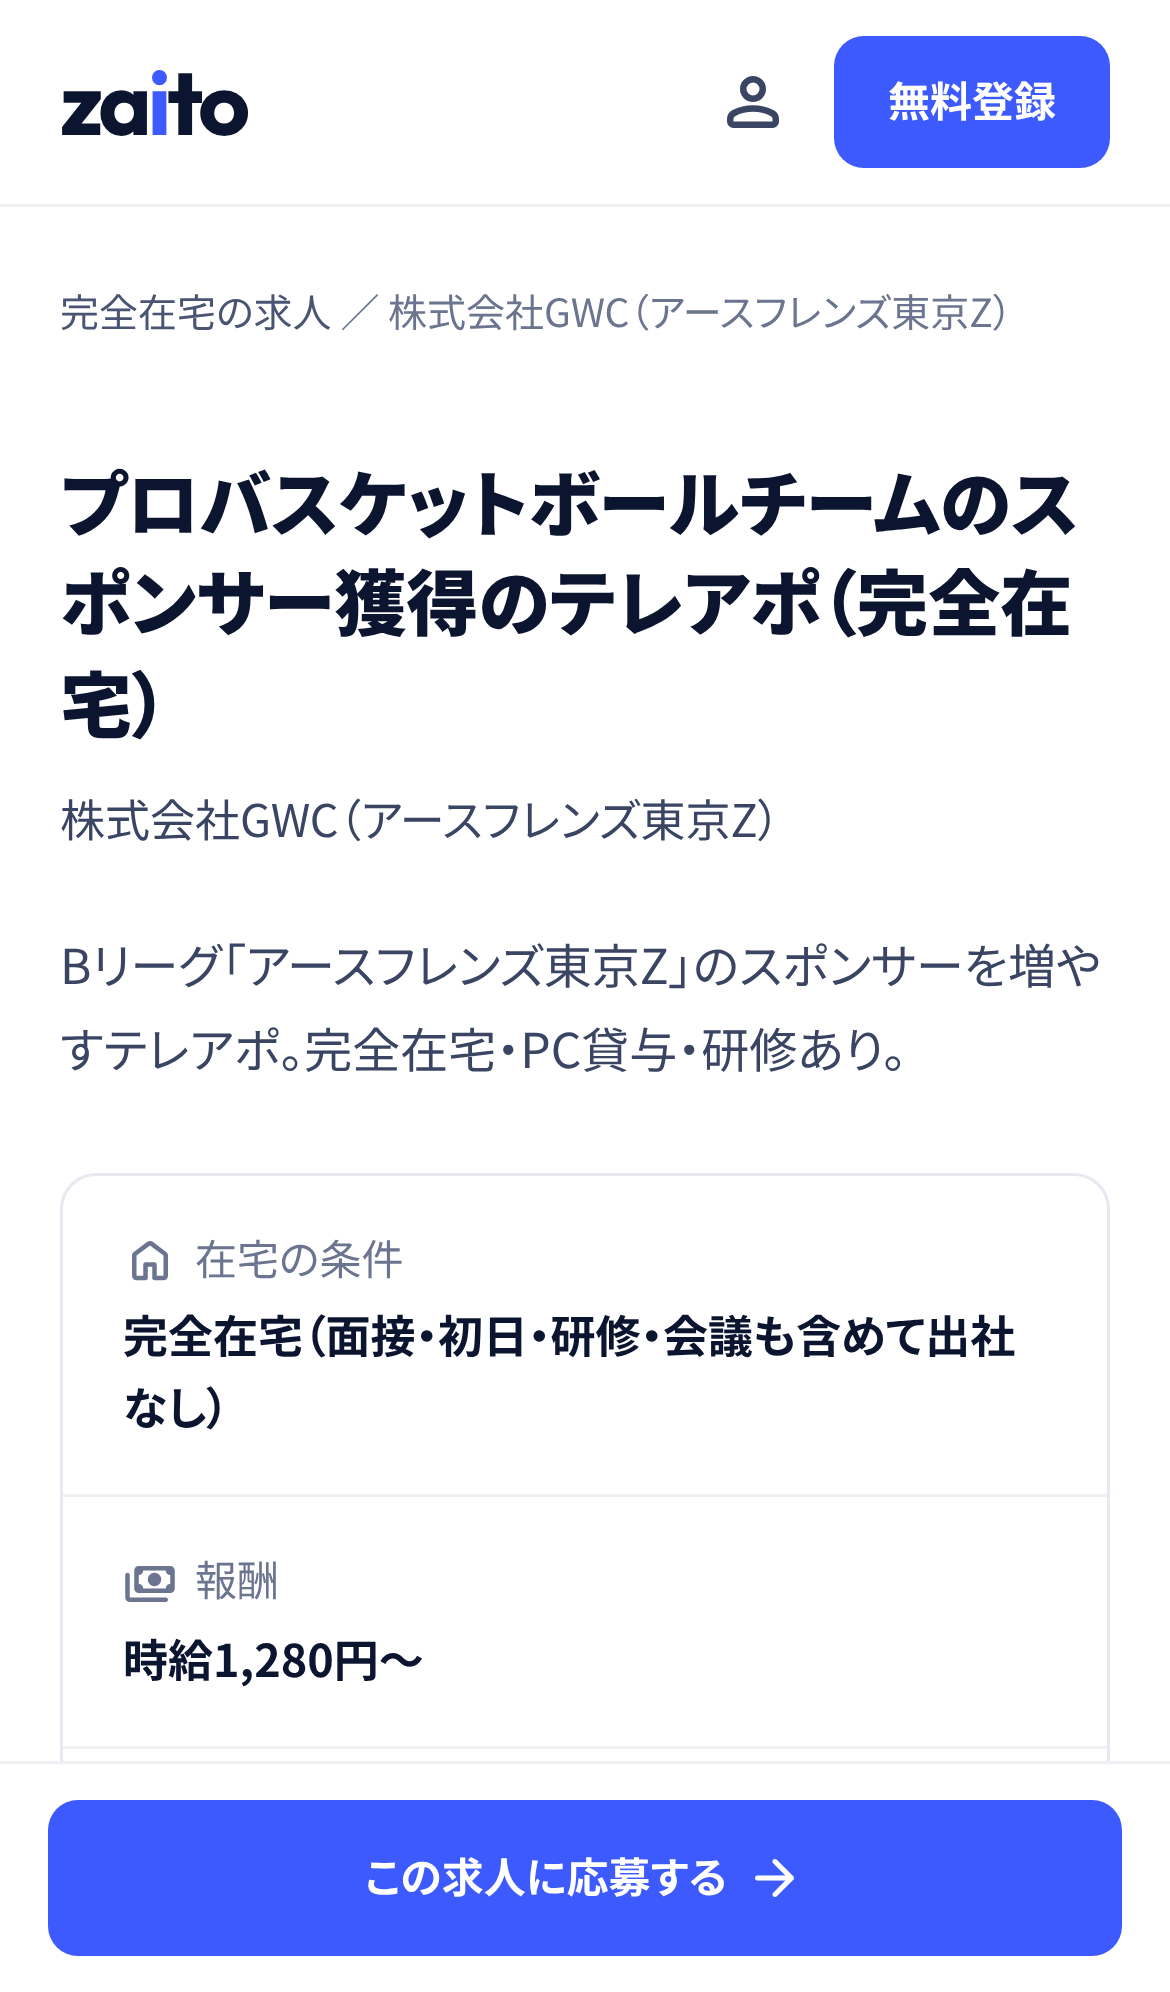 zaito
無料登録
完全在宅の求人 ／ 株式会社GWC（アースフレンズ東京Z）
プロバスケットボールチームのス
ポンサー獲得のテレアポ（完全在
宅）
株式会社GWC（アースフレンズ東京Z）
Bリーグ「アースフレンズ東京Z」のスポンサーを増や
すテレアポ。完全在宅・PC貸与・研修あり。
在宅の条件
完全在宅（面接・初日・研修・会議も含めて出社
なし）
報酬
時給1,280円〜
この求人に応募する →